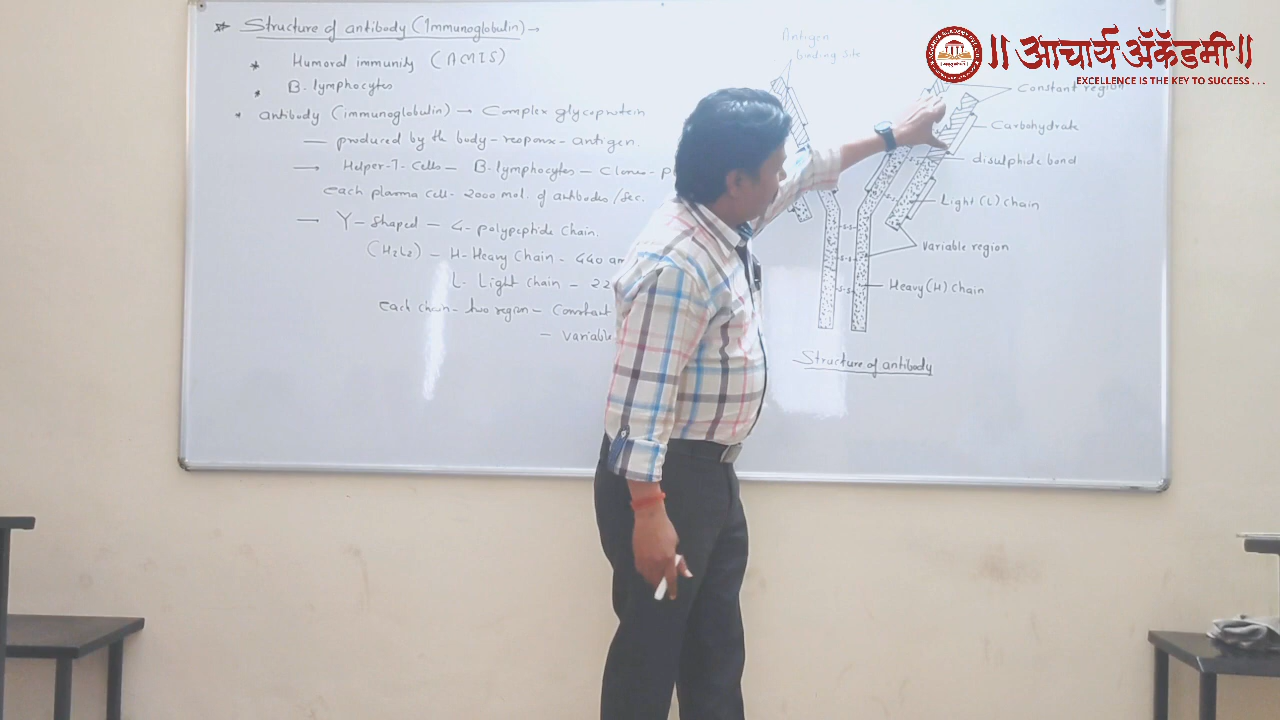 Structure of antibody (Immunoglobulin) →
* Humoral immunity (AMIS)
* B. lymphocytes
* antibody (immunoglobulin) → Complex glycoprotein
— produced by the body - response - antigen.
→ Helper-T-Cells — B. lymphocytes — Clones - P
each plasma cell - 2000 mol. of antibodies /sec.
— Y-shaped — 4- polypeptide chain.
(H2L2) — H-Heavy Chain - 440 am
L- Light chain — 22
each chain - two region — Constant
— variable
Antigen
binding site
Constant region
Carbohydrate
disulphide bond
Light (L) chain
Variable region
Heavy (H) chain
S-S
S-S
S-S
Structure of antibody
॥ आचार्य अ‍ॅकॅडमी ॥
EXCELLENCE IS THE KEY TO SUCCESS . . .